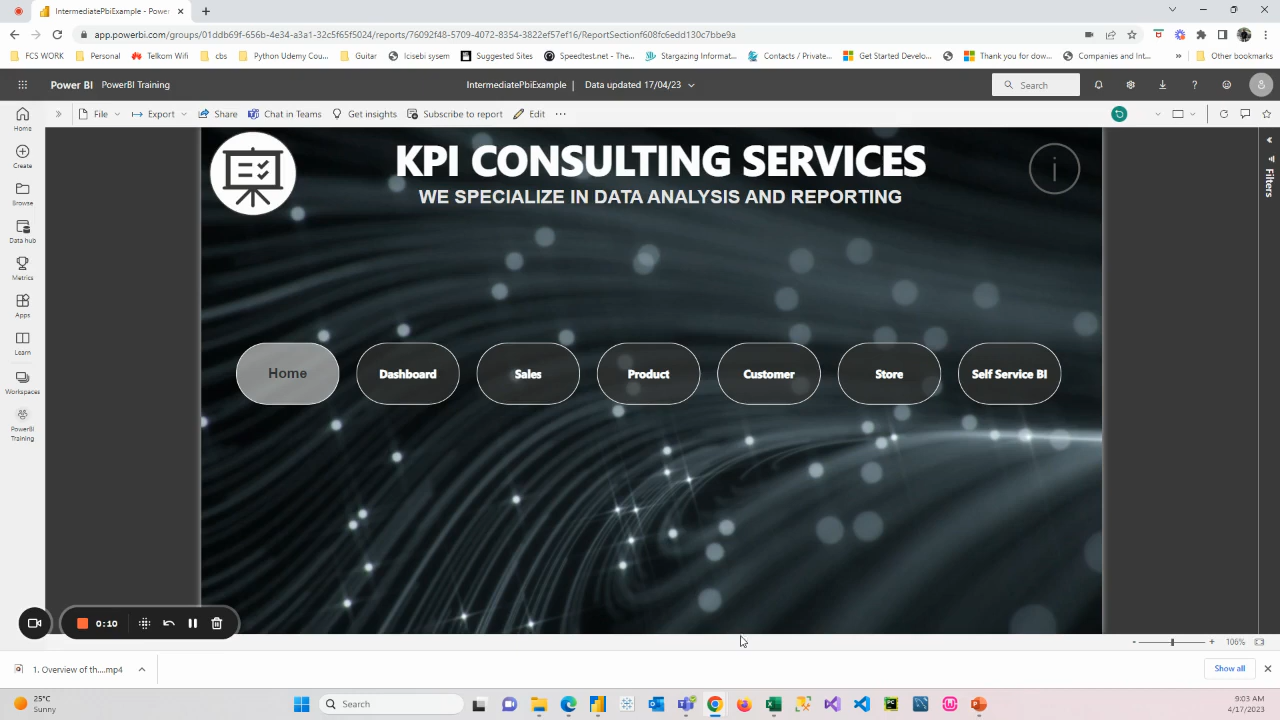 IntermediatePbiExample - Power
app.powerbi.com/groups/01ddb69f-656b-4e34-a3a1-32c5f65f5024/reports/76092f48-5709-4072-8354-3822ef57ef16/ReportSectionf608fc6edd130c7bbe9a
FCS WORK Personal Telkom Wifi cbs Python Udemy Cou... Guitar lcisebi system Suggested Sites Speedtest.net - The... Stargazing Informat... Contacts / Private... Get Started Develo... Thank you for dow... Companies and Int... » Other bookmarks
Power BI PowerBI Training IntermediatePbiExample | Data updated 17/04/23 Search
File Export Share Chat in Teams Get insights Subscribe to report Edit ...
Home
Create
Browse
Data hub
Metrics
Apps
Learn
Workspaces
PowerBI
Training
KPI CONSULTING SERVICES
WE SPECIALIZE IN DATA ANALYSIS AND REPORTING
i
Filters
Home Dashboard Sales Product Customer Store Self Service BI
0:10
- + 106%
1. Overview of th....mp4 Show all
25°C
Sunny
Search
9:03 AM
4/17/2023